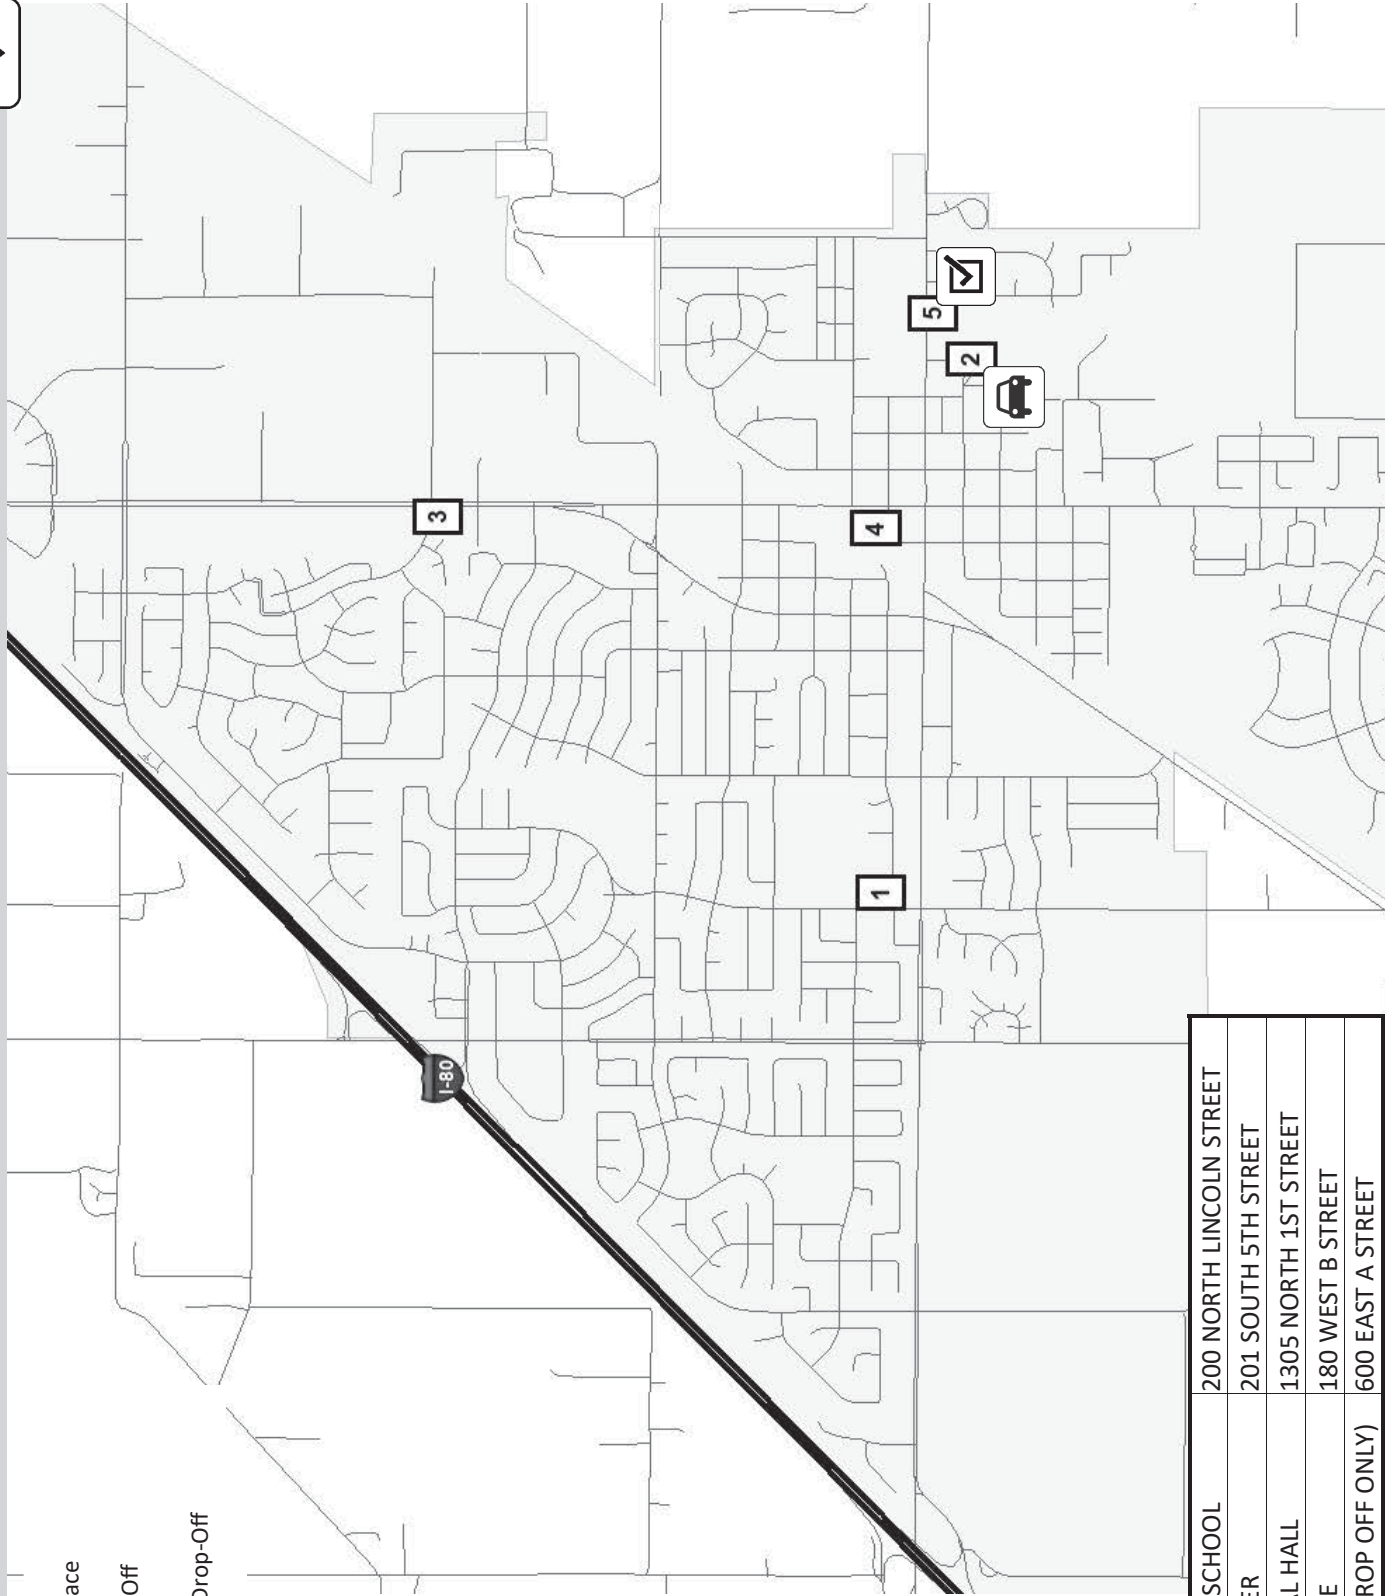 ace
Off
Drop-Off
I-80
3
1
4
5
2
SCHOOL 200 NORTH LINCOLN STREET
ER 201 SOUTH 5TH STREET
L HALL 1305 NORTH 1ST STREET
E 180 WEST B STREET
ROP OFF ONLY) 600 EAST A STREET